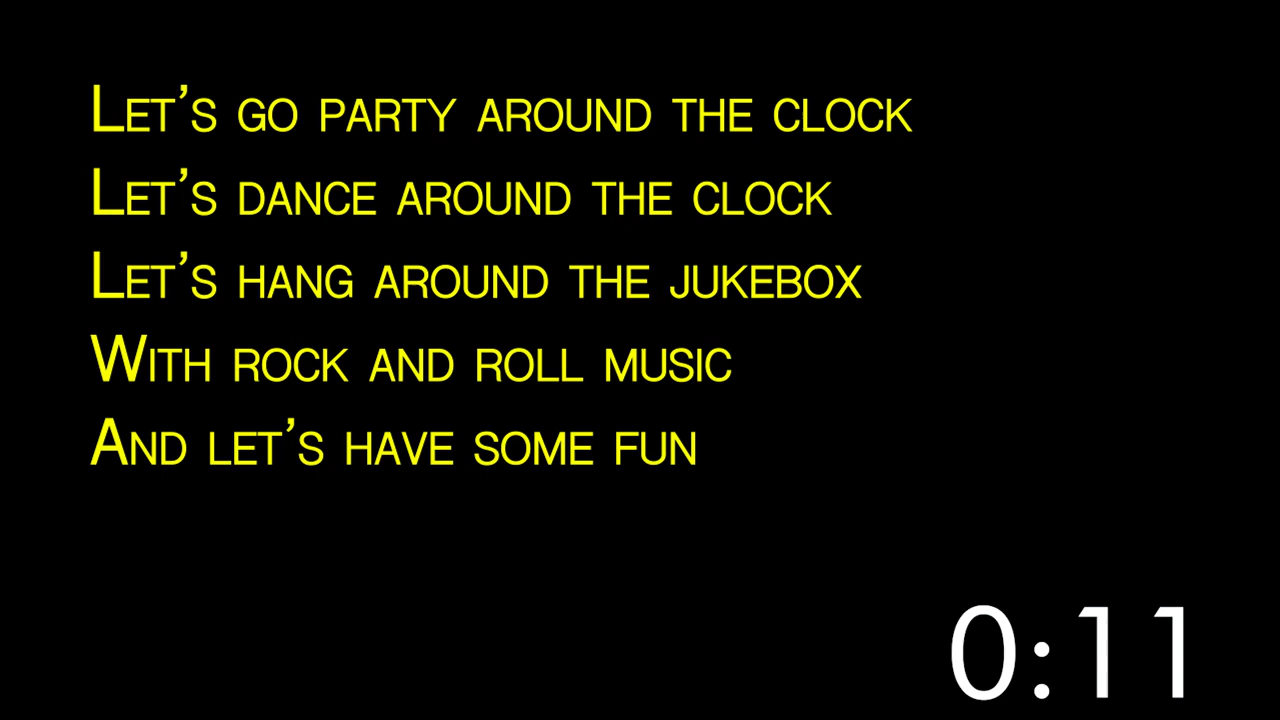 Let’s go party around the clock
Let’s dance around the clock
Let’s hang around the jukebox
With rock and roll music
And let’s have some fun
0:11